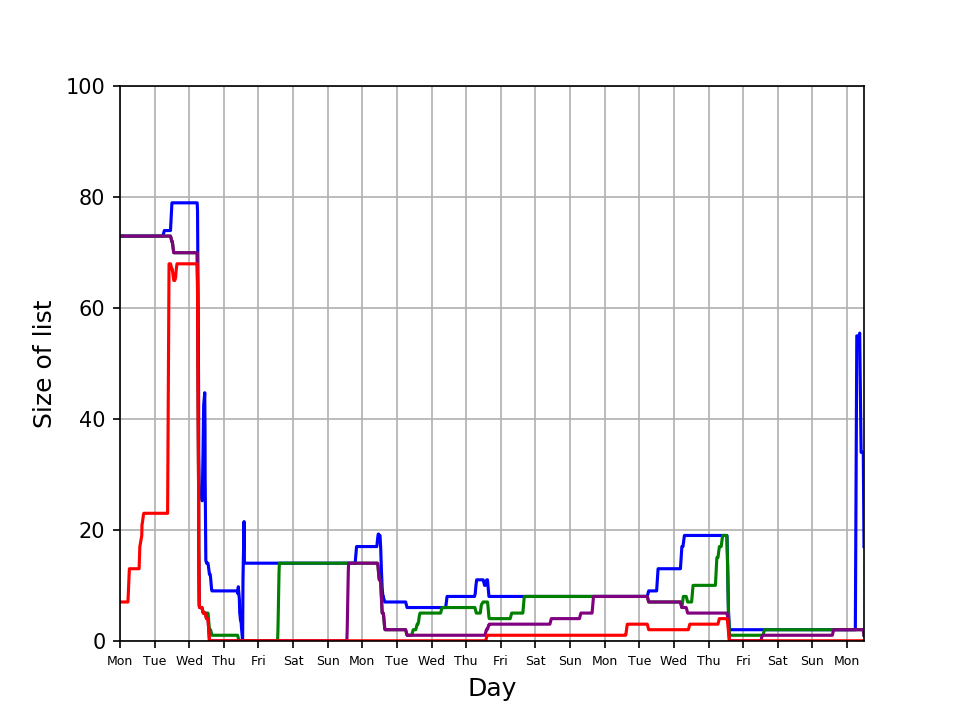 100
80
60
40
20
0
Size of list
Mon Tue Wed Thu Fri Sat Sun Mon Tue Wed Thu Fri Sat Sun Mon Tue Wed Thu Fri Sat Sun Mon
Day